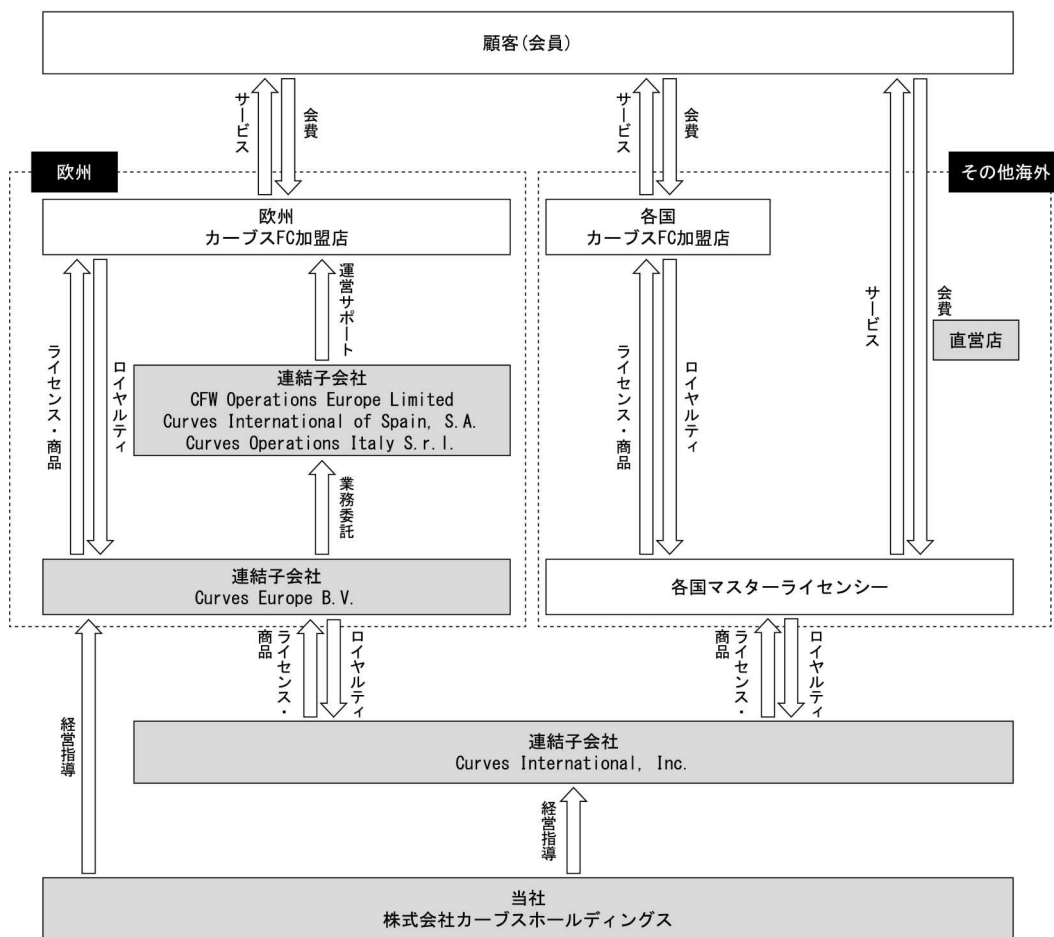 顧客(会員)
サービス
会費
サービス
会費
欧州
その他海外
欧州
カーブスFC加盟店
各国
カーブスFC加盟店
運営サポート
サービス
会費
直営店
ライセンス・商品
ロイヤルティ
ライセンス・商品
ロイヤルティ
連結子会社
CFW Operations Europe Limited
Curves International of Spain, S.A.
Curves Operations Italy S.r.l.
業務委託
連結子会社
Curves Europe B.V.
各国マスターライセンシー
ライセンス・
商品
ロイヤルティ
ライセンス・
商品
ロイヤルティ
経営指導
連結子会社
Curves International, Inc.
経営指導
当社
株式会社カーブスホールディングス